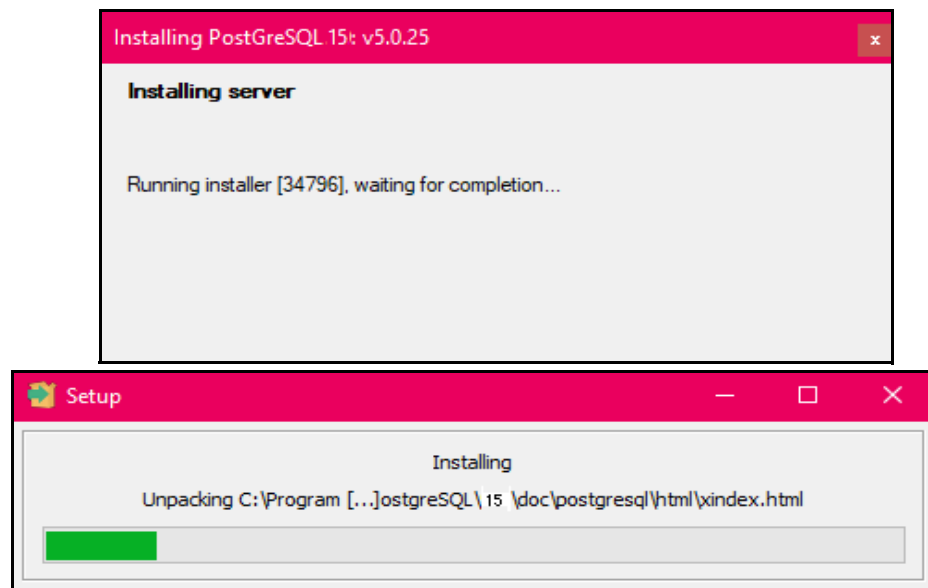 Installing PostGreSQL 15t v5.0.25
x
Installing server
Running installer [34796], waiting for completion...
Setup
Installing
Unpacking C:\Program [...]ostgreSQL\ 15 \doc\postgresql\html\xindex.html